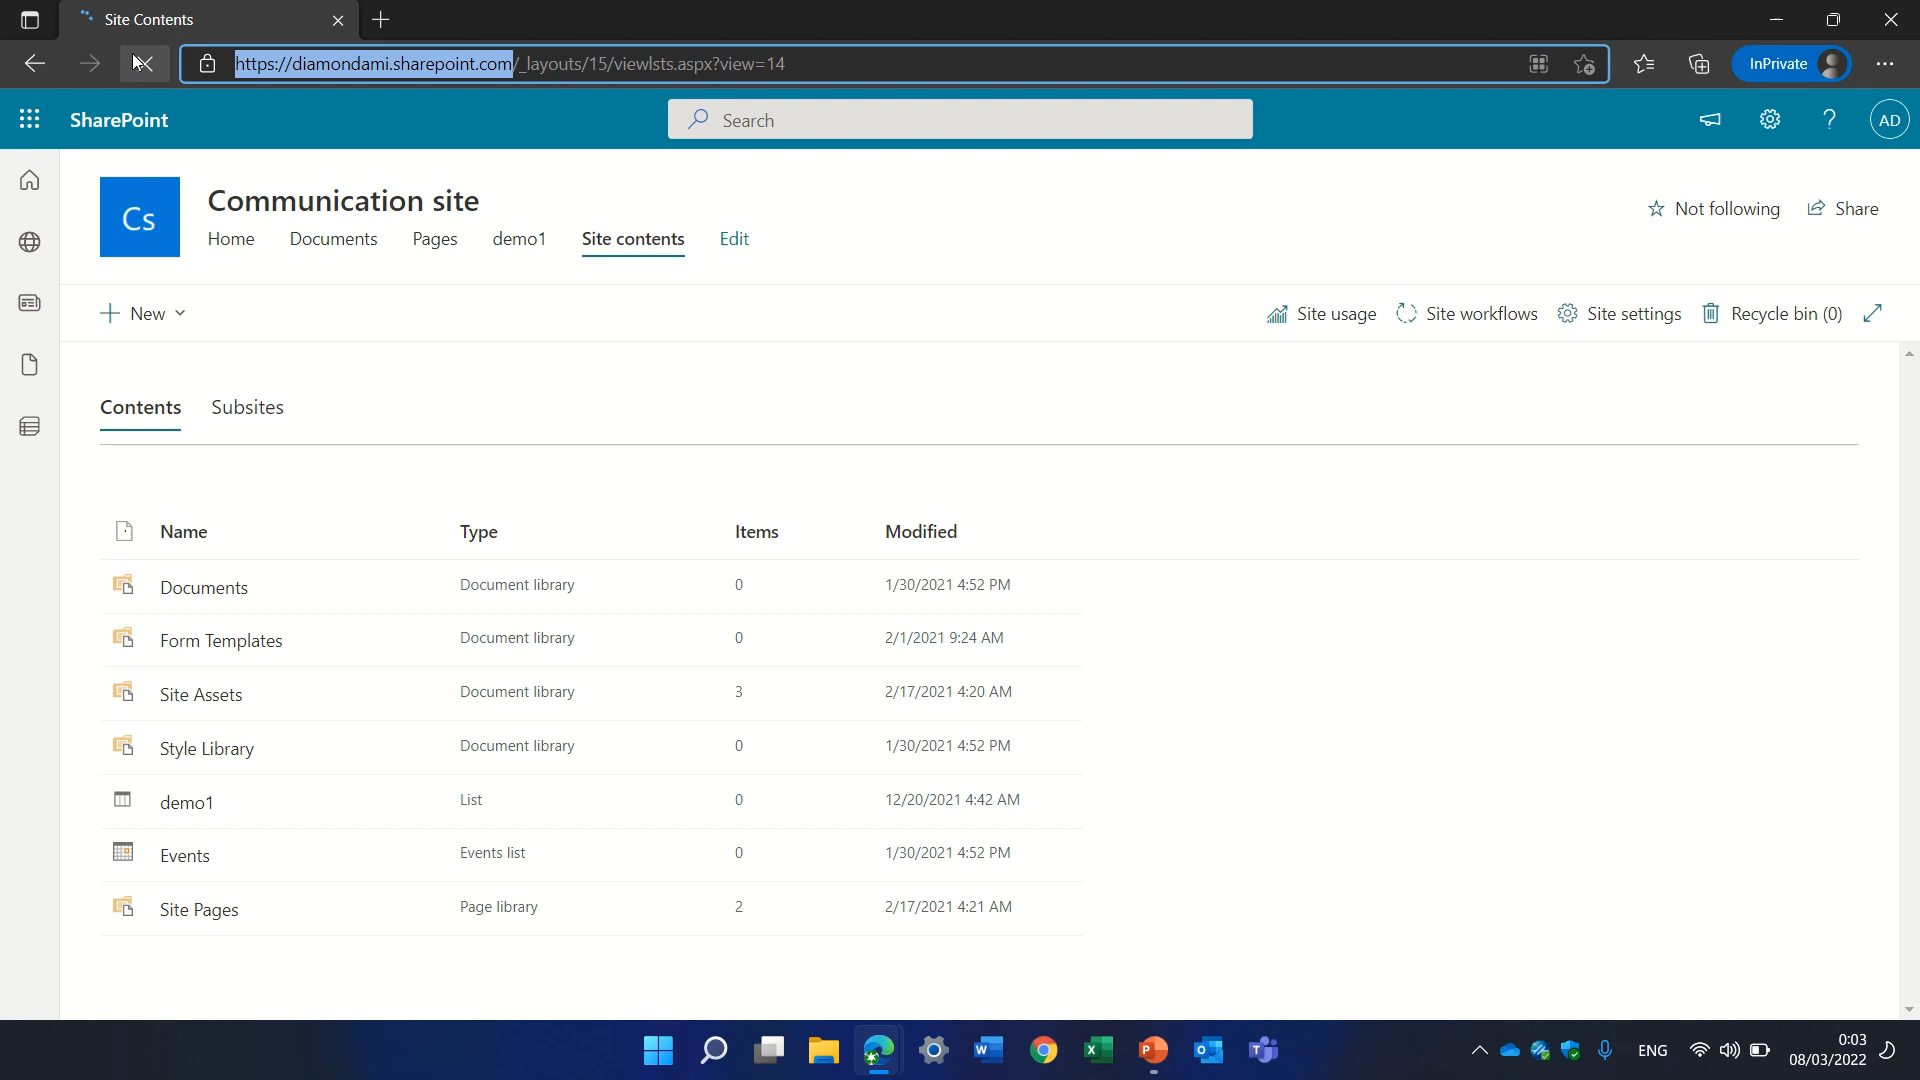 Site Contents
https://diamondami.sharepoint.com/_layouts/15/viewlsts.aspx?view=14
InPrivate
SharePoint
Search
AD
Cs
Communication site
Home Documents Pages demo1 Site contents Edit
Not following Share
New
Site usage Site workflows Site settings Recycle bin (0)
Contents Subsites
Name Type Items Modified
Documents Document library 0 1/30/2021 4:52 PM
Form Templates Document library 0 2/1/2021 9:24 AM
Site Assets Document library 3 2/17/2021 4:20 AM
Style Library Document library 0 1/30/2021 4:52 PM
demo1 List 0 12/20/2021 4:42 AM
Events Events list 0 1/30/2021 4:52 PM
Site Pages Page library 2 2/17/2021 4:21 AM
ENG
0:03
08/03/2022